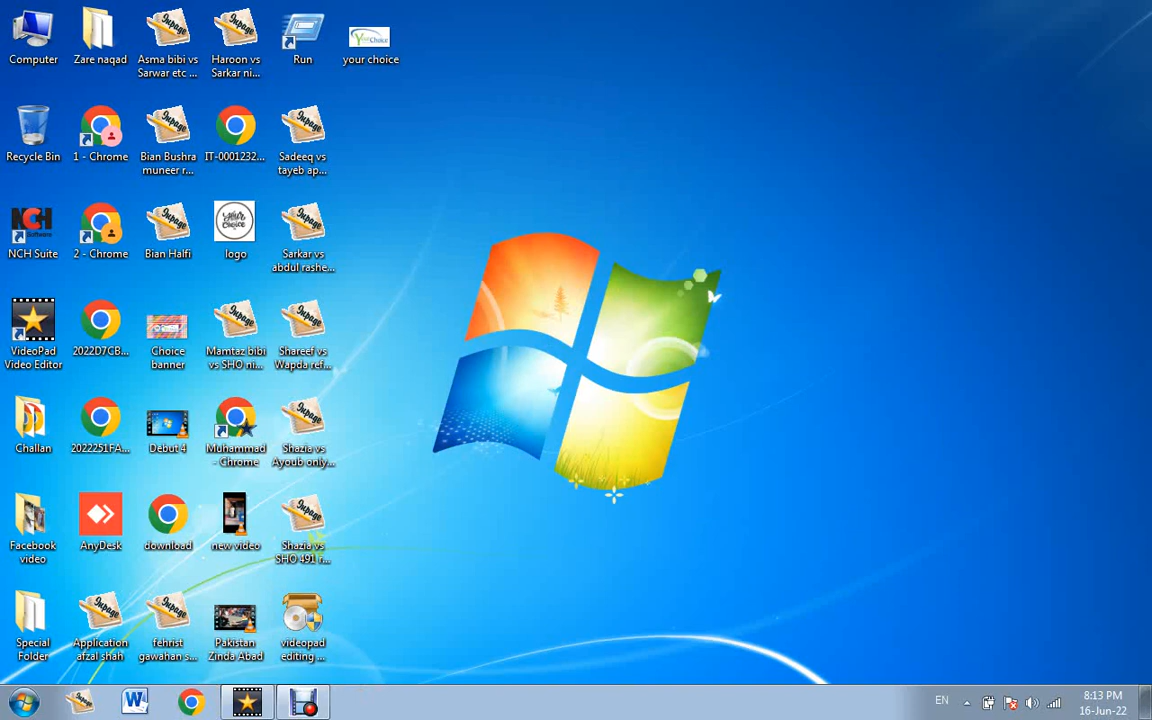 Computer
Zare naqad
Asma bibi vs
Sarwar etc ...
Haroon vs
Sarkar ni...
Run
your choice
Recycle Bin
1 - Chrome
Bian Bushra
muneer r...
IT-0001232...
Sadeeq vs
tayeb ap...
NCH Suite
2 - Chrome
Bian Halfi
logo
Sarkar vs
abdul rashe...
VideoPad
Video Editor
2022D7CB...
Choice
banner
Mamtaz bibi
vs SHO ni...
Shareef vs
Wapda ref...
Challan
2022251FA...
Debut 4
Muhammad
- Chrome
Shazia vs
Ayoub only...
Facebook
video
AnyDesk
download
new video
Shazia vs
SHO 491 r...
Special
Folder
Application
afzal shah
fehrist
gawahan s...
Pakistan
Zinda Abad
videopad
editing ...
EN
8:13 PM
16-Jun-22